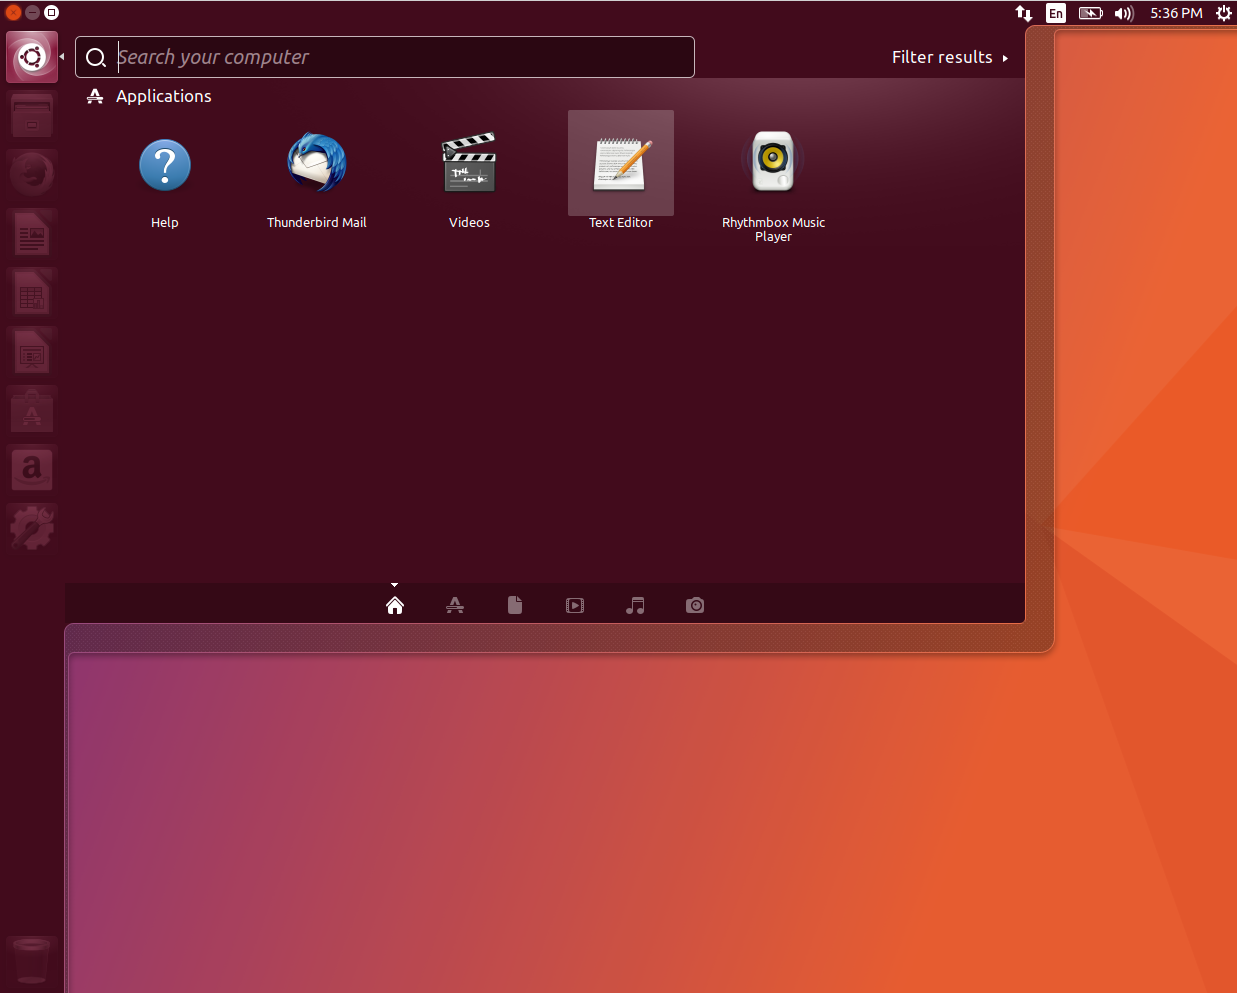 En
5:36 PM
Search your computer
Filter results
Applications
?
Help
Thunderbird Mail
Videos
Text Editor
Rhythmbox Music
Player
a